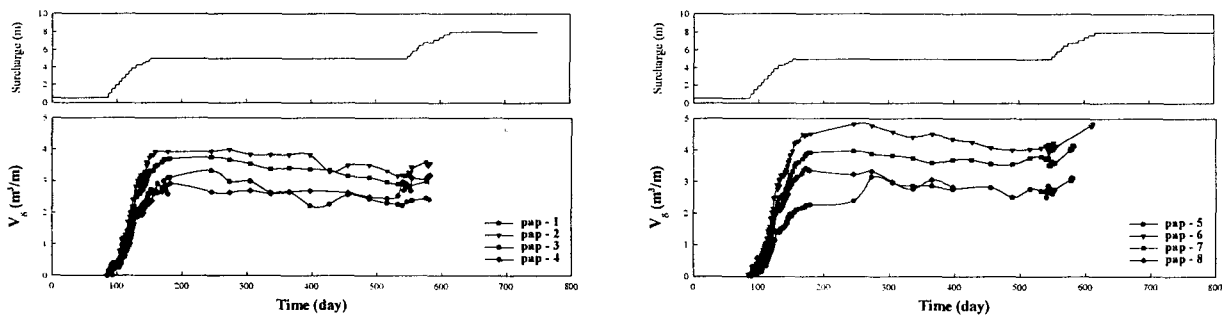 10
8
6
4
2
0
Surcharge (m)
5
4
3
2
1
0
V δ (m³/m)
0 100 200 300 400 500 600 700 800
Time (day)
pap - 1
pap - 2
pap - 3
pap - 4
10
8
6
4
2
0
Surcharge (m)
5
4
3
2
1
0
V δ (m³/m)
0 100 200 300 400 500 600 700 800
Time (day)
pap - 5
pap - 6
pap - 7
pap - 8